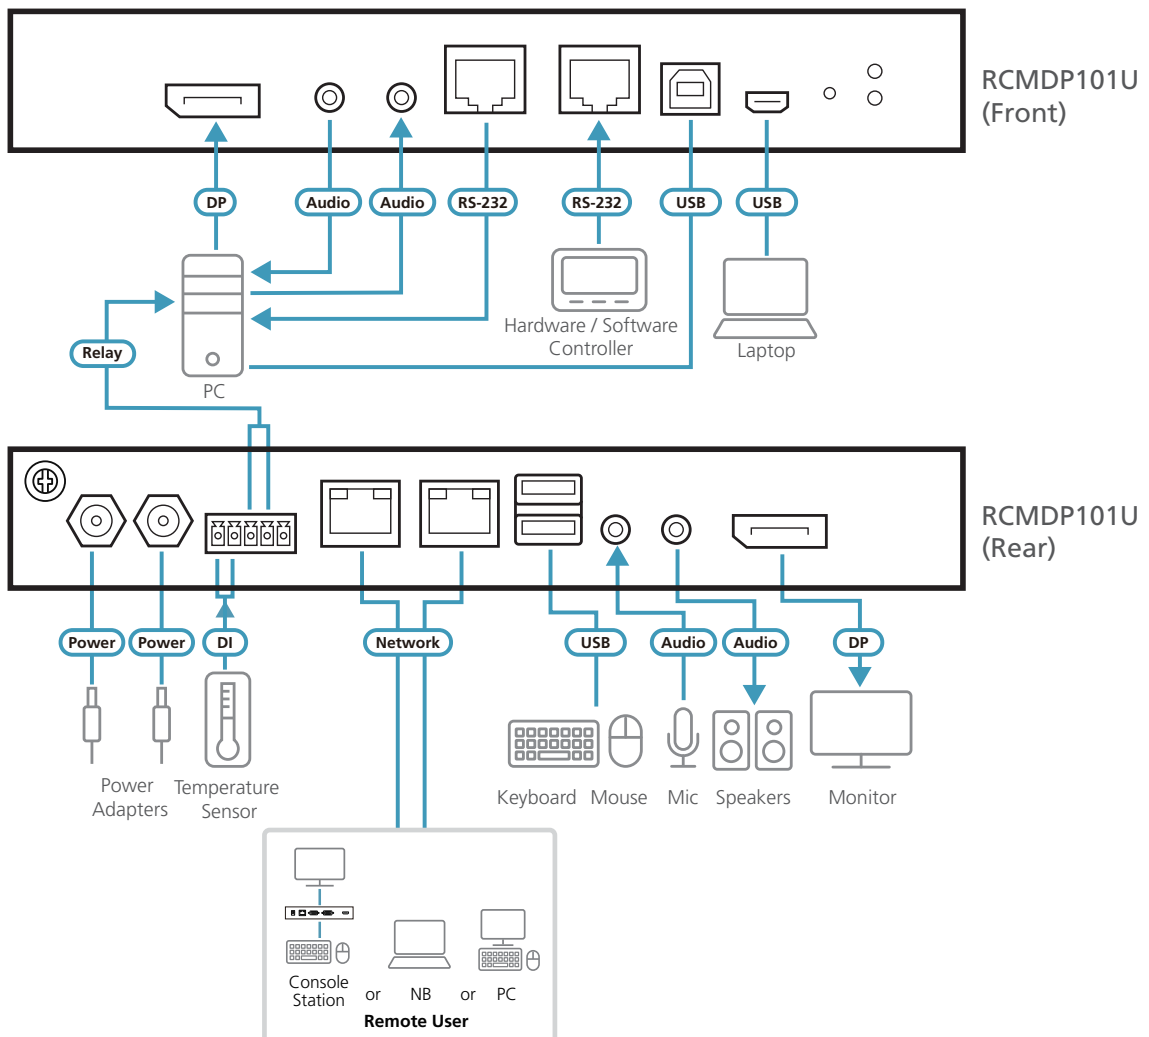 RCMDP101U
(Front)
DP
Audio
Audio
RS-232
RS-232
USB
USB
Hardware / Software
Controller
Laptop
Relay
PC
RCMDP101U
(Rear)
Power
Power
DI
Network
USB
Audio
Audio
DP
Power
Adapters
Temperature
Sensor
Keyboard
Mouse
Mic
Speakers
Monitor
Console
Station
or
NB
or
PC
Remote User